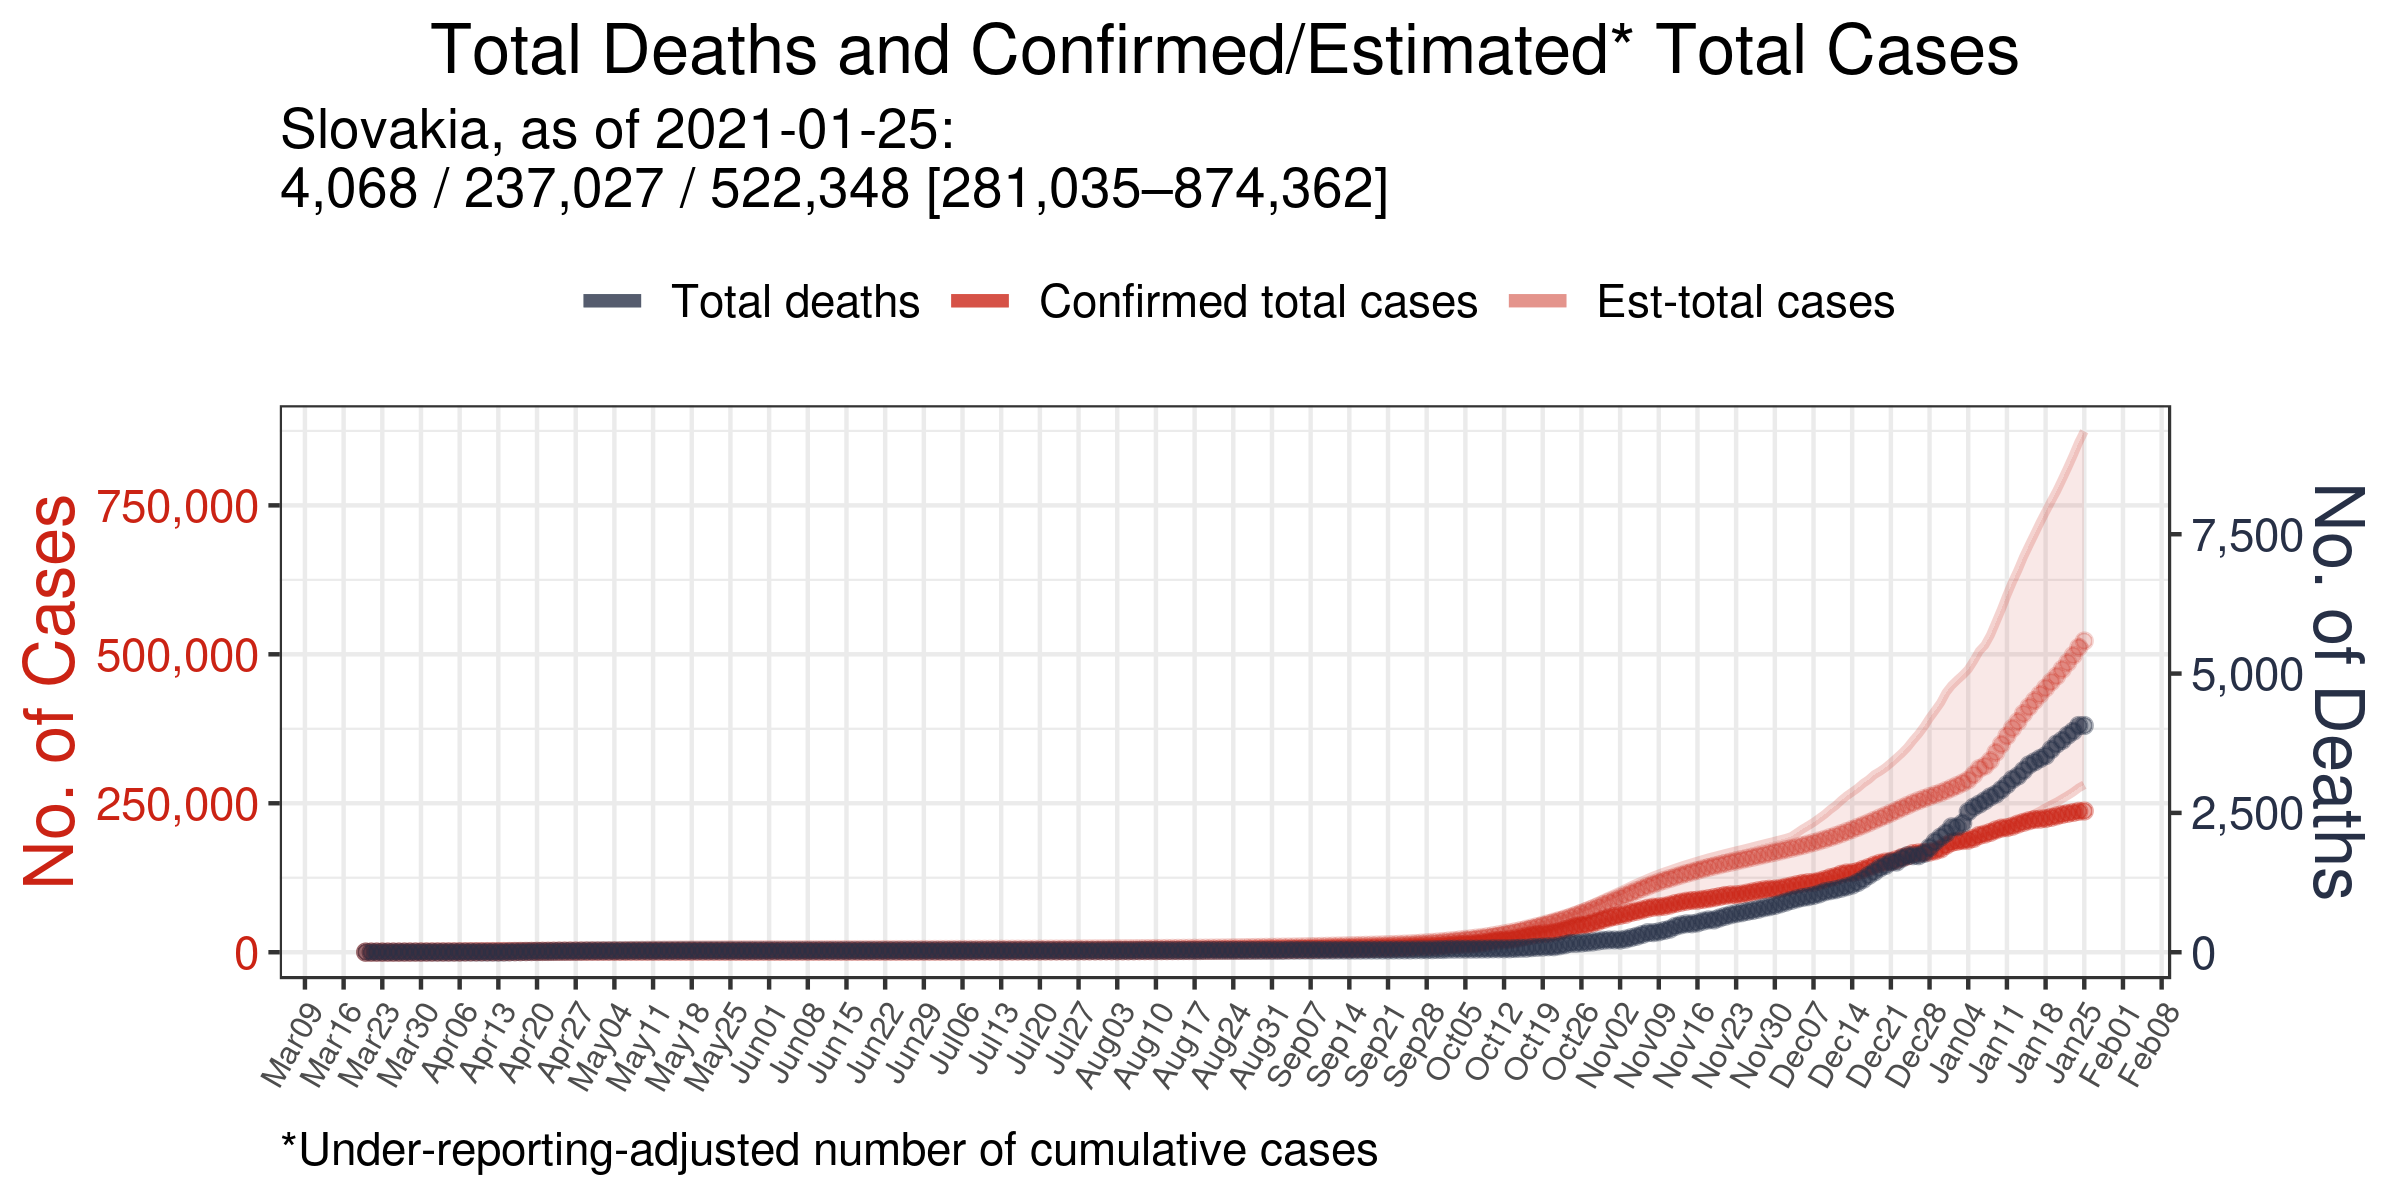 Total Deaths and Confirmed/Estimated* Total Cases
Slovakia, as of 2021-01-25:
4,068 / 237,027 / 522,348 [281,035–874,362]
Total deaths
Confirmed total cases
Est-total cases
No. of Cases
750,000
500,000
250,000
0
7,500
5,000
2,500
0
No. of Deaths
Mar09
Mar16
Mar23
Mar30
Apr06
Apr13
Apr20
Apr27
May04
May11
May18
May25
Jun01
Jun08
Jun15
Jun22
Jun29
Jul06
Jul13
Jul20
Jul27
Aug03
Aug10
Aug17
Aug24
Aug31
Sep07
Sep14
Sep21
Sep28
Oct05
Oct12
Oct19
Oct26
Nov02
Nov09
Nov16
Nov23
Nov30
Dec07
Dec14
Dec21
Dec28
Jan04
Jan11
Jan18
Jan25
Feb01
Feb08
*Under-reporting-adjusted number of cumulative cases